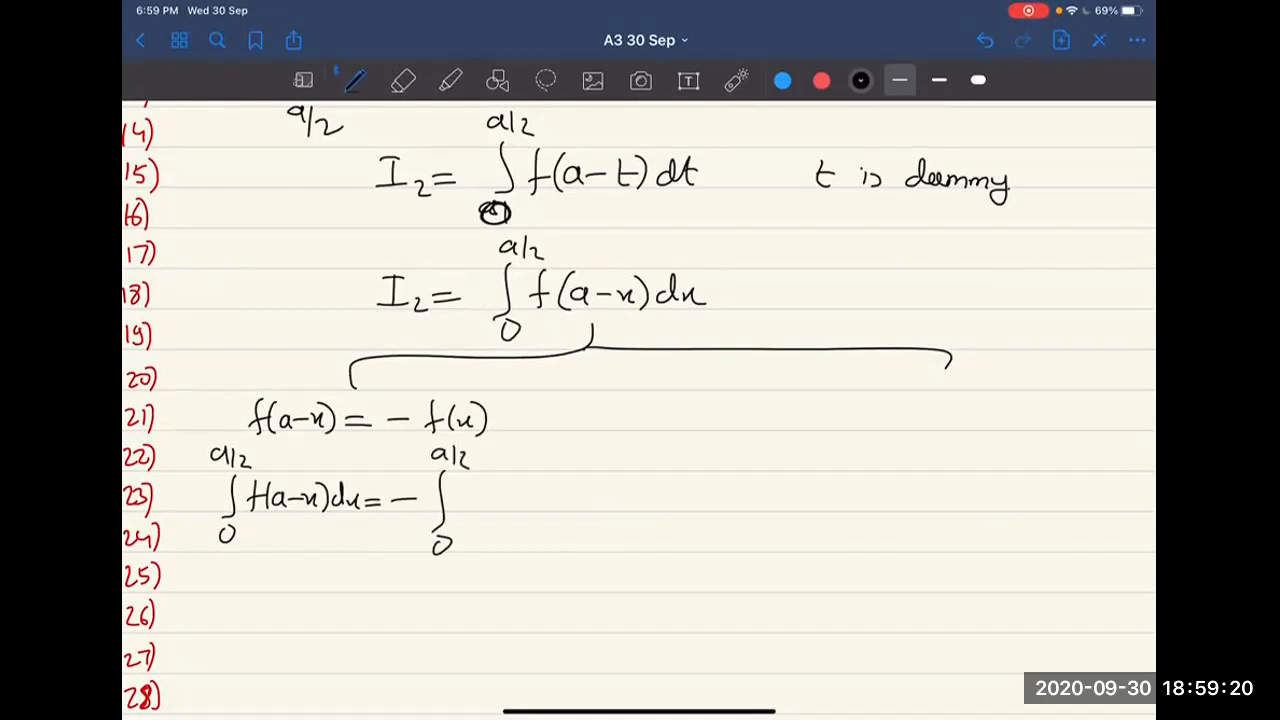 6:59 PM Wed 30 Sep
69%
A3 30 Sep
T
14)
a/2
a/2
15)
I₂ = ∫ f(a-t) dt
t is dummy
16)
0
17)
a/2
18)
I₂ = ∫ f(a-x) dx
19)
0
20)
21)
f(a-x) = - f(x)
22)
a/2
a/2
23)
∫ f(a-x) dx = - ∫
24)
0
0
25)
26)
27)
28)
2020-09-30 18:59:20